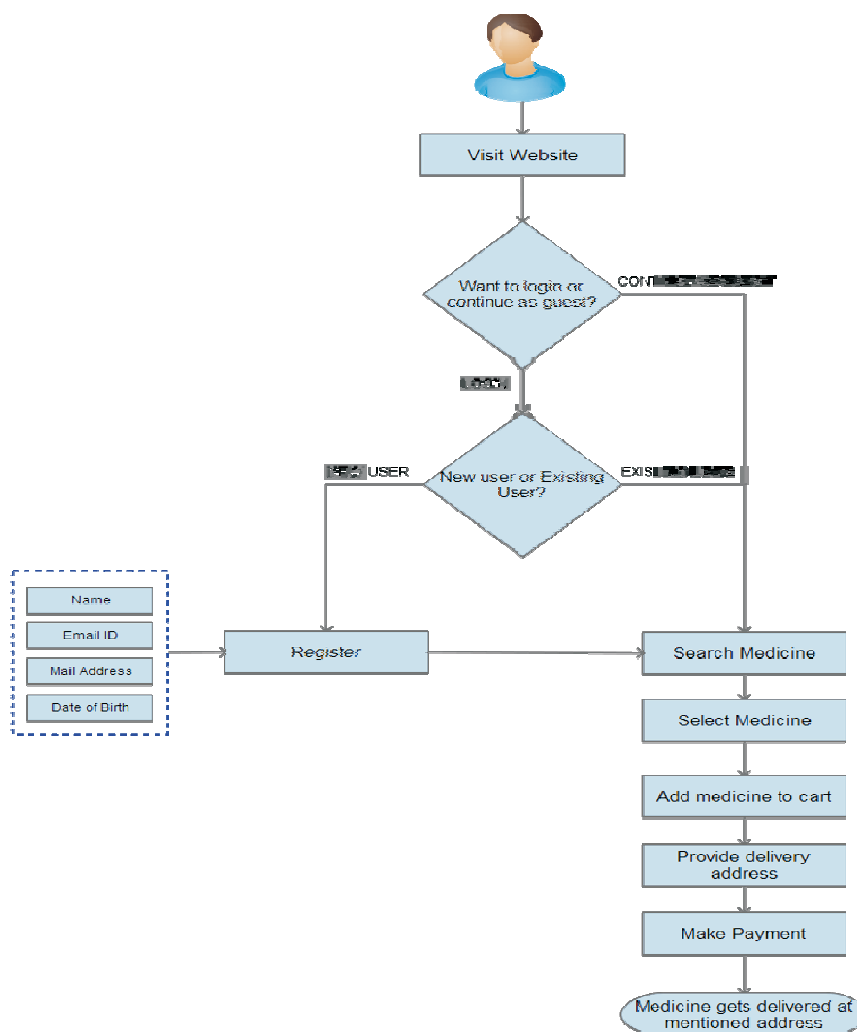 Visit Website
Want to login or
continue as guest?
USER
New user or Existing
User?
Name
Email ID
Mail Address
Date of Birth
Register
Search Medicine
Select Medicine
Add medicine to cart
Provide delivery
address
Make Payment
Medicine gets delivered at
mentioned address